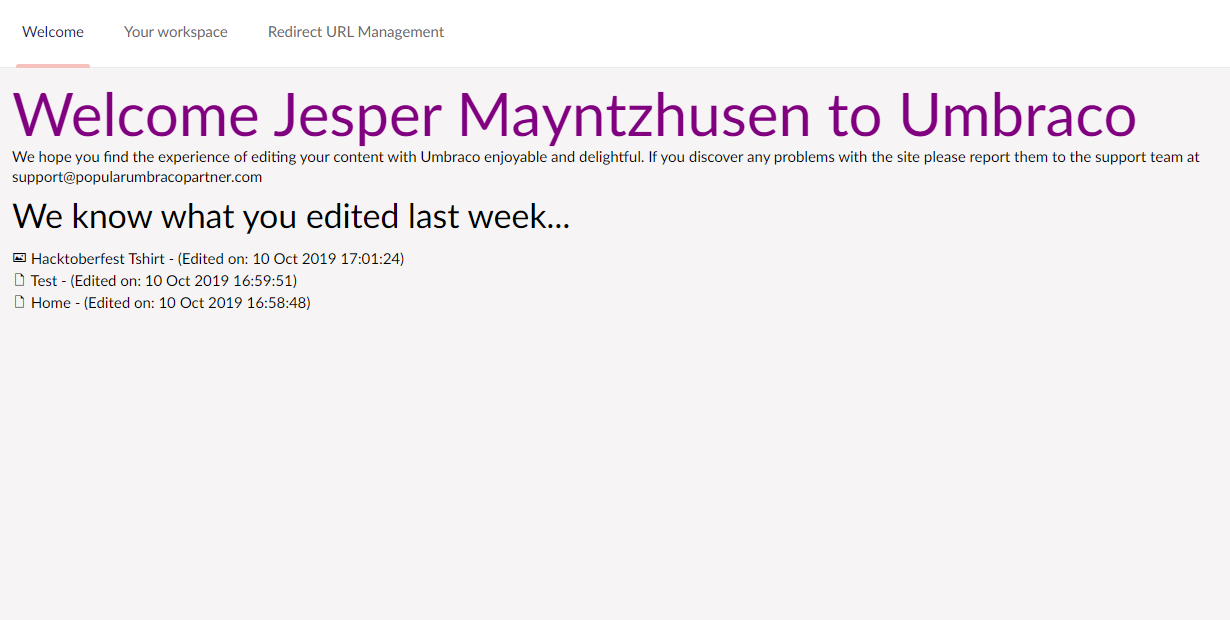 Welcome Your workspace Redirect URL Management
Welcome Jesper Mayntzhusen to Umbraco
We hope you find the experience of editing your content with Umbraco enjoyable and delightful. If you discover any problems with the site please report them to the support team at
support@popularumbracopartner.com
We know what you edited last week...
Hacktoberfest Tshirt - (Edited on: 10 Oct 2019 17:01:24)
Test - (Edited on: 10 Oct 2019 16:59:51)
Home - (Edited on: 10 Oct 2019 16:58:48)